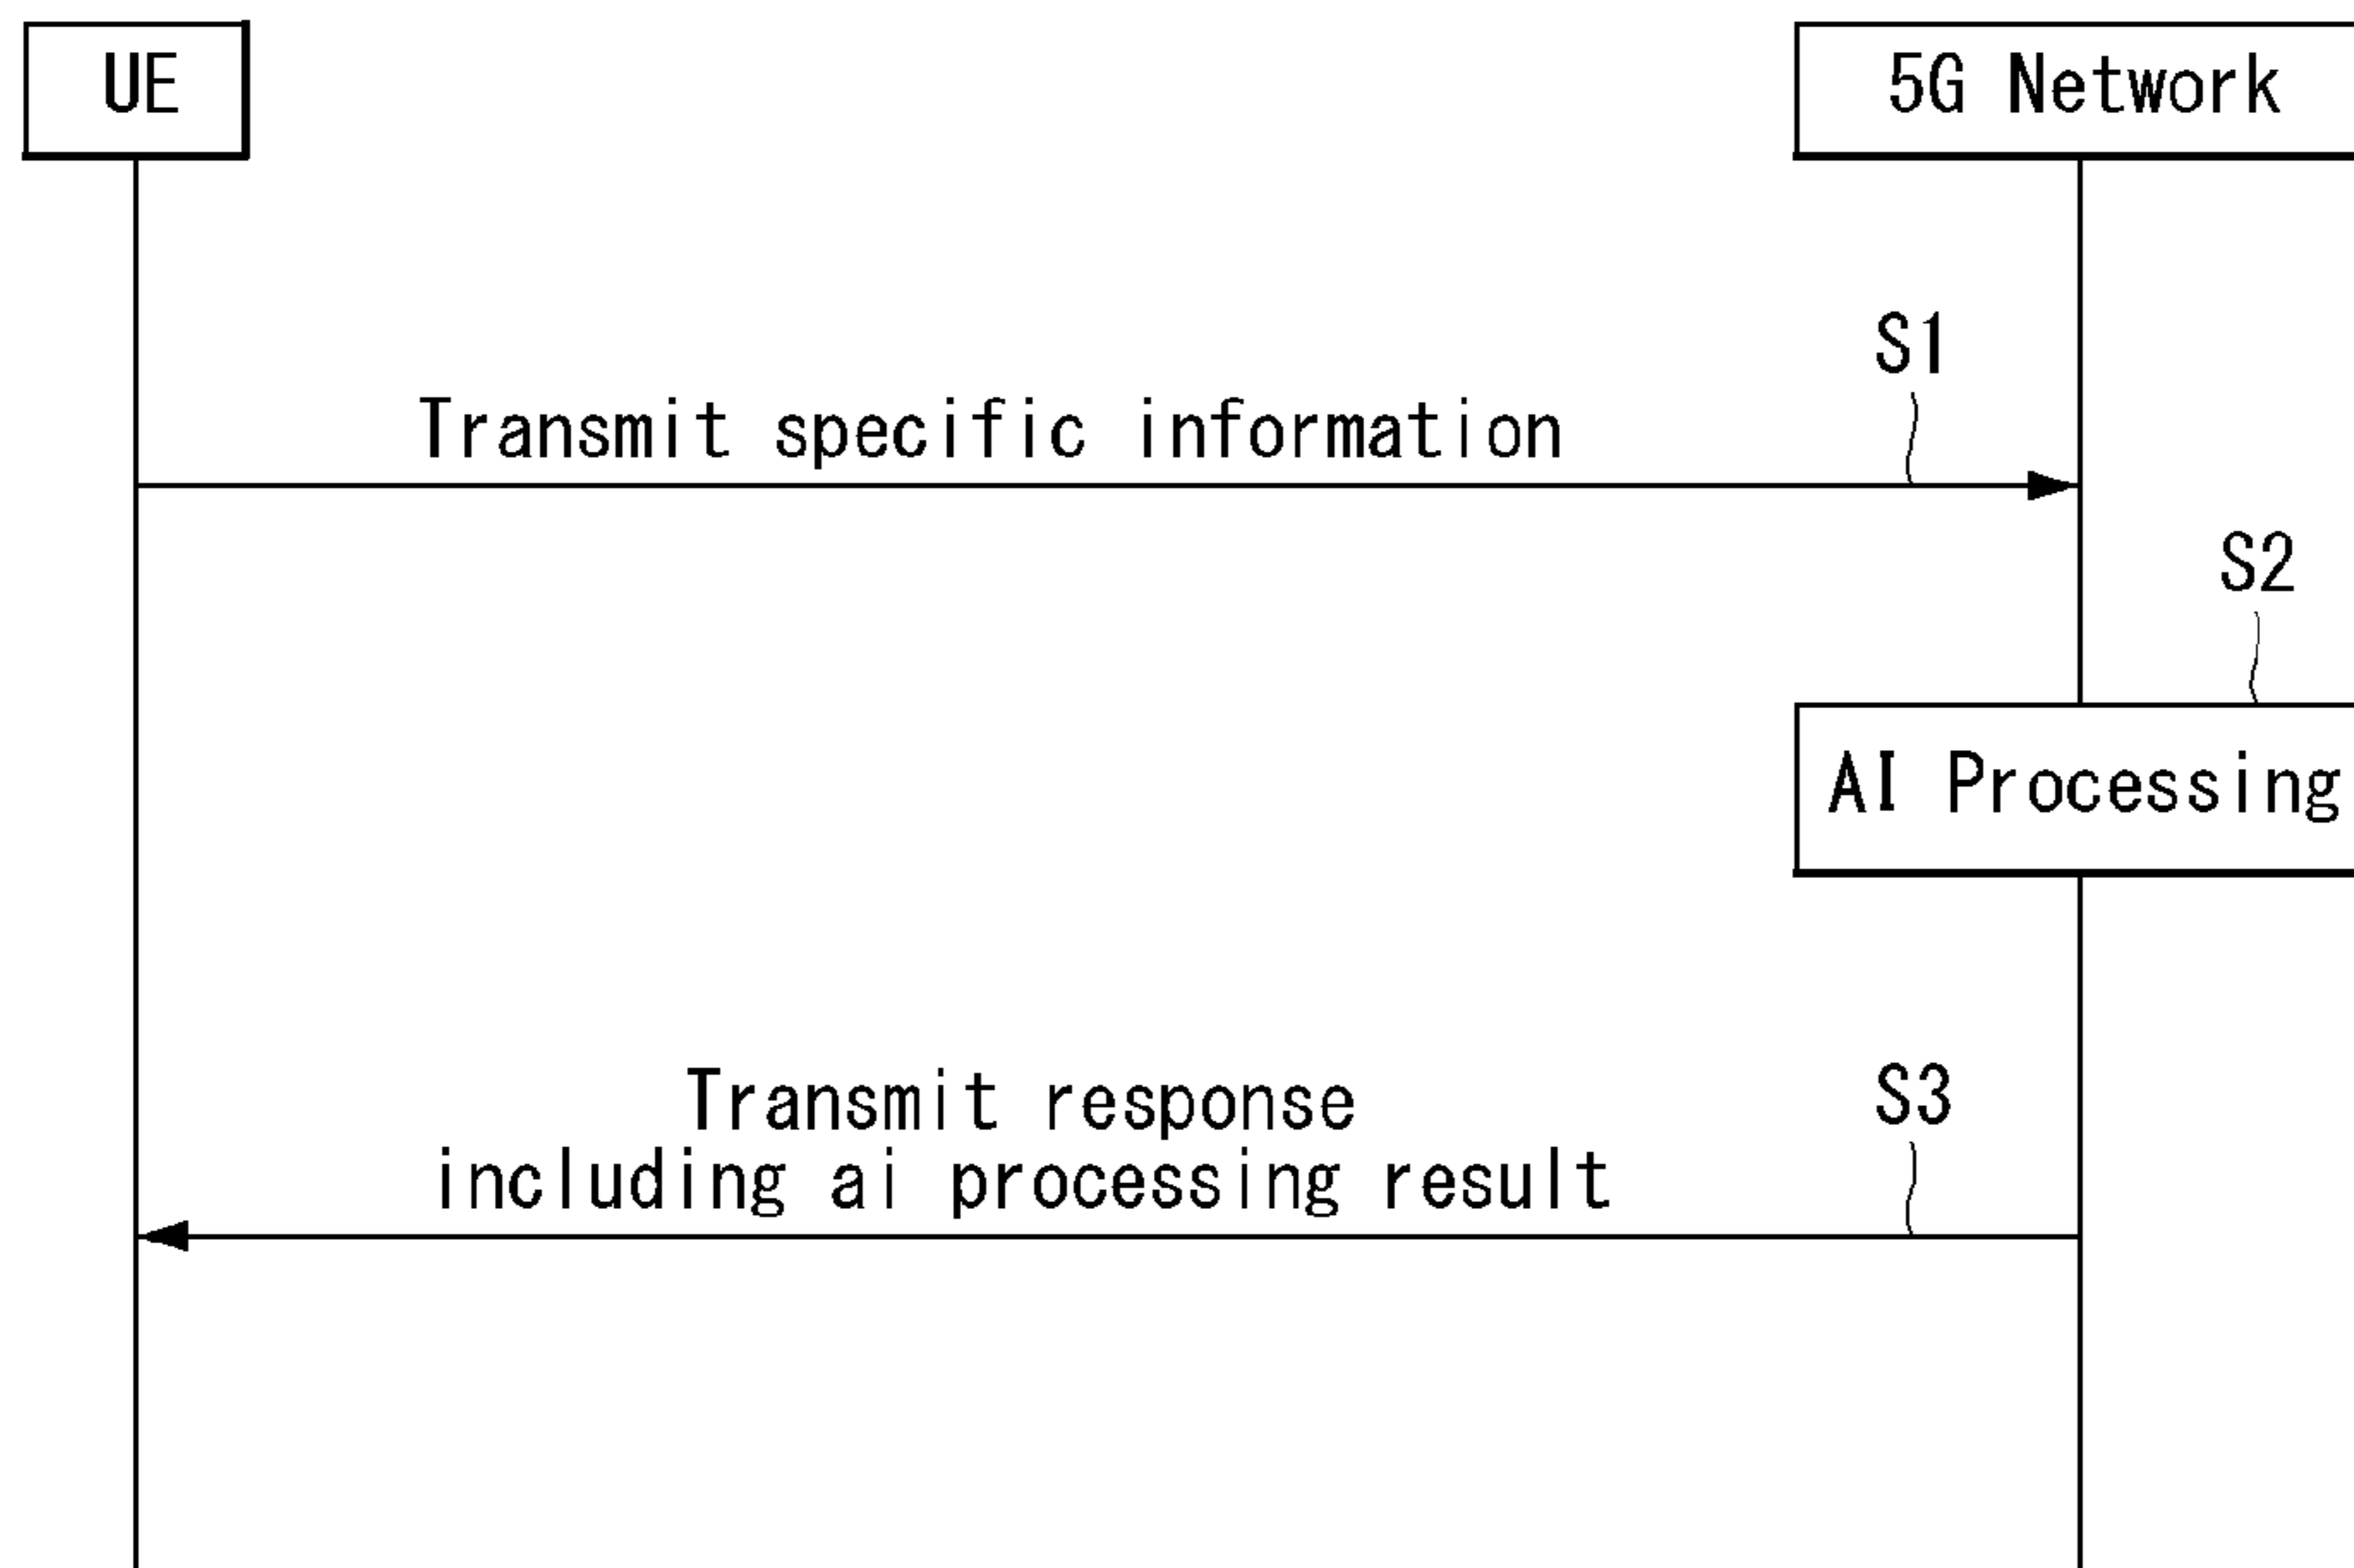 UE
5G Network
S1
Transmit specific information
S2
AI Processing
S3
Transmit response
including ai processing result